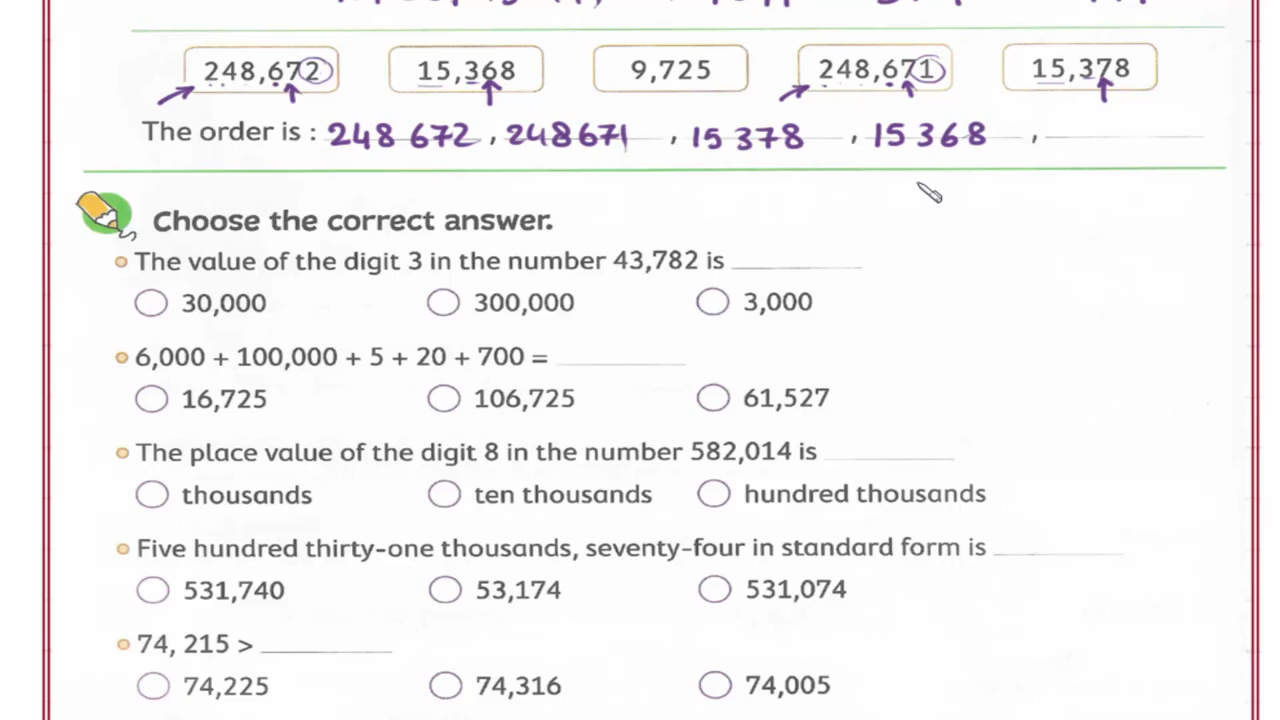 248,672 15,368 9,725 248,671 15,378
The order is : 248 672 , 248671 , 15 378 , 15 368 ,
Choose the correct answer.
The value of the digit 3 in the number 43,782 is
30,000 300,000 3,000
6,000 + 100,000 + 5 + 20 + 700 =
16,725 106,725 61,527
The place value of the digit 8 in the number 582,014 is
thousands ten thousands hundred thousands
Five hundred thirty-one thousands, seventy-four in standard form is
531,740 53,174 531,074
74, 215 >
74,225 74,316 74,005